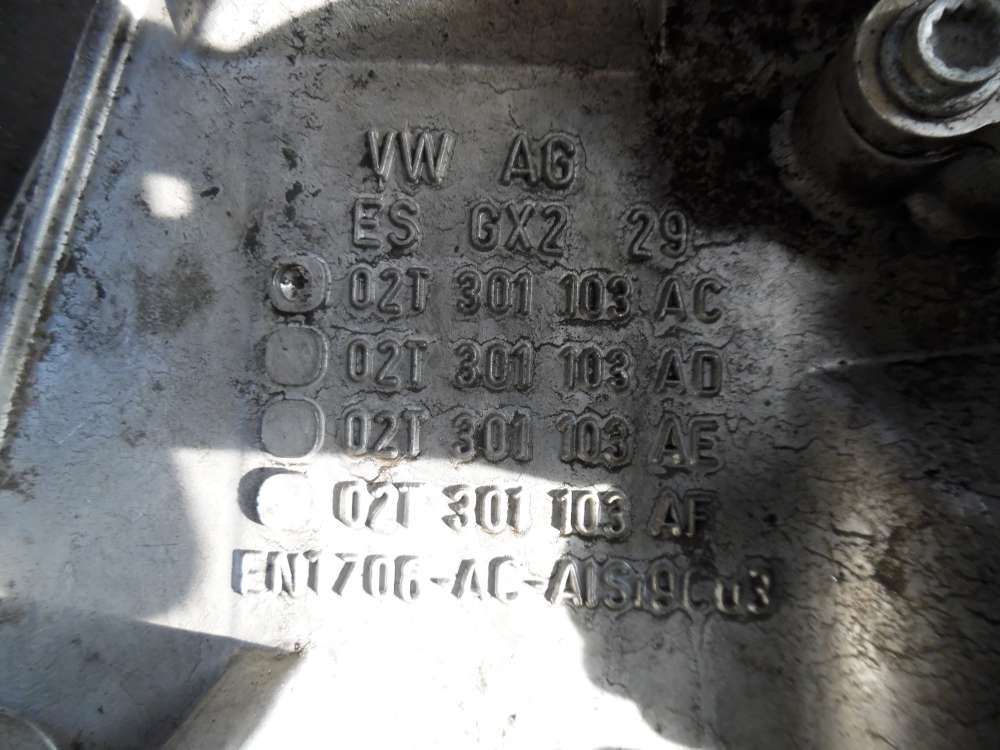 VW AG
ES GX2 29
02T 301 103 AC
02T 301 103 AD
02T 301 103 AE
02T 301 103 AF
EN1706-AC-AlSi9Cu3